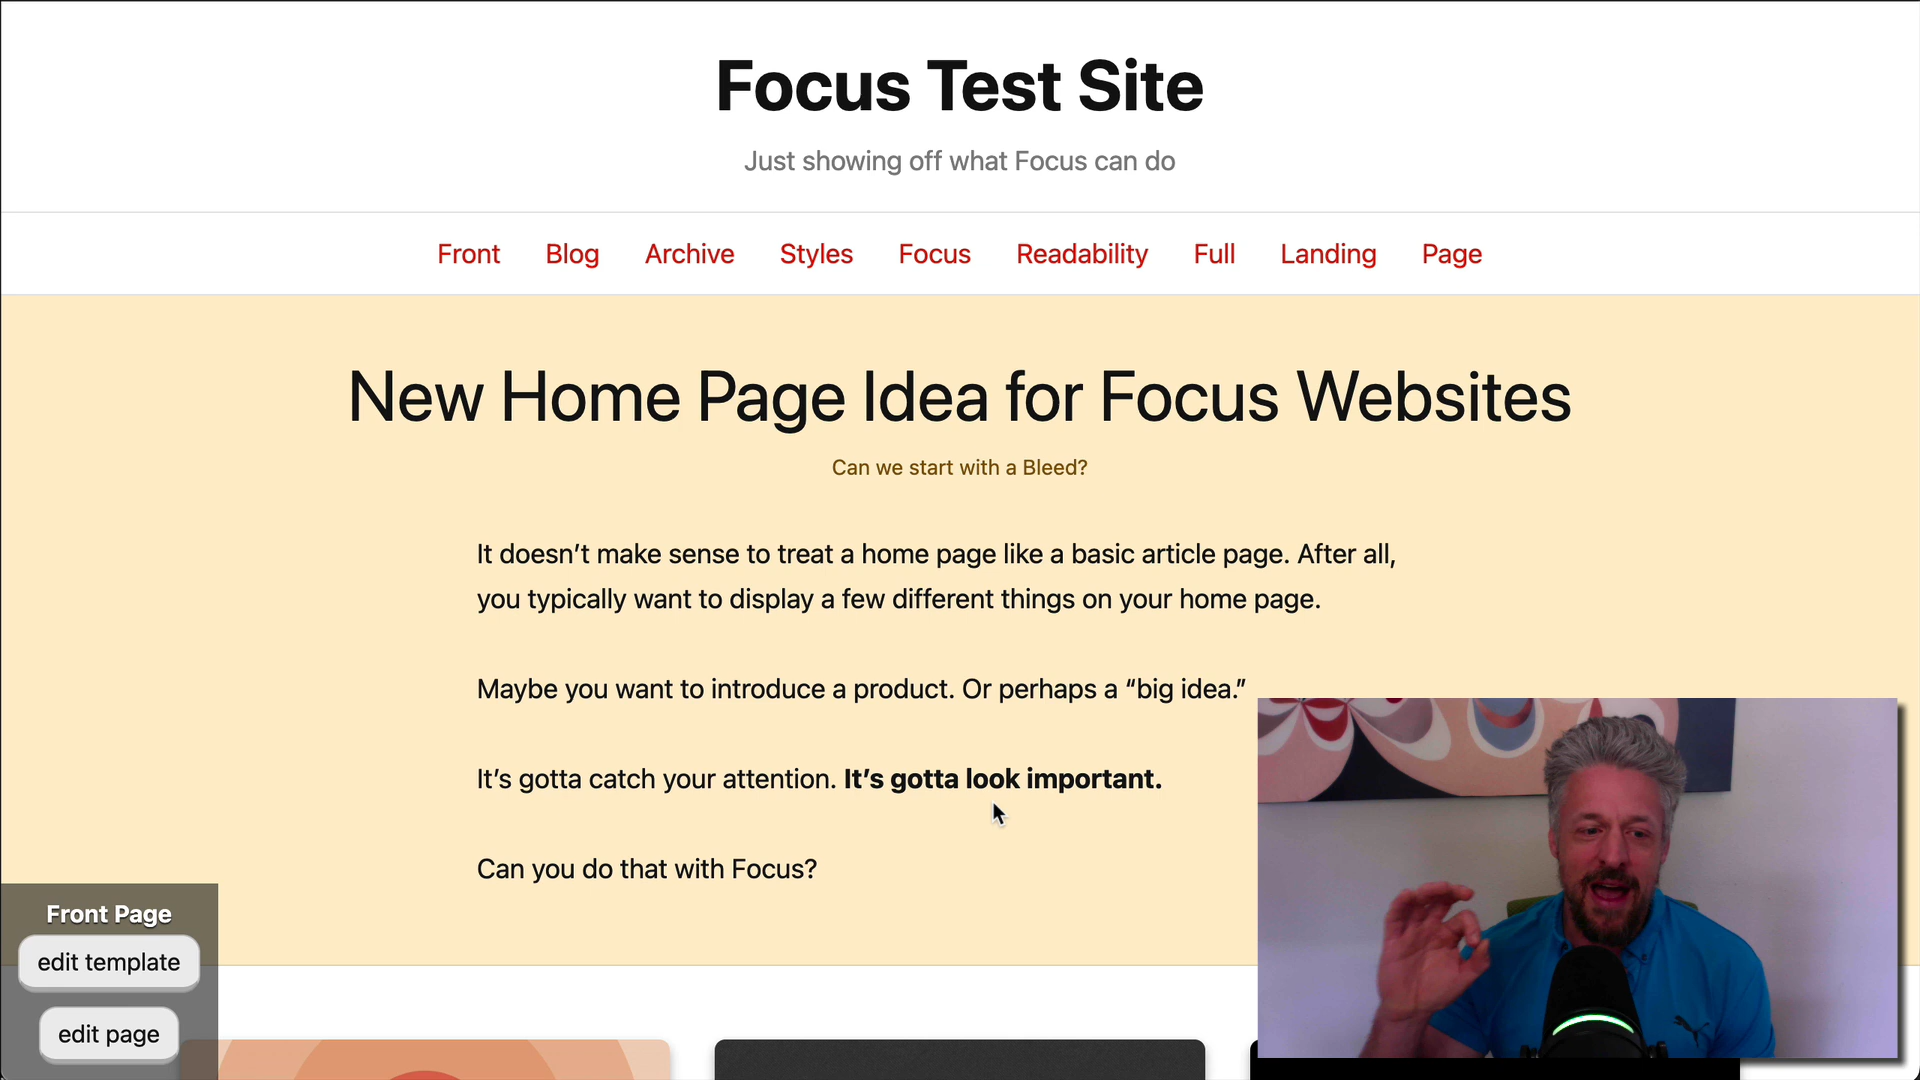 Focus Test Site
Just showing off what Focus can do
Front Blog Archive Styles Focus Readability Full Landing Page
New Home Page Idea for Focus Websites
Can we start with a Bleed?
It doesn’t make sense to treat a home page like a basic article page. After all,
you typically want to display a few different things on your home page.
Maybe you want to introduce a product. Or perhaps a “big idea.”
It’s gotta catch your attention. It’s gotta look important.
Can you do that with Focus?
Front Page
edit template
edit page